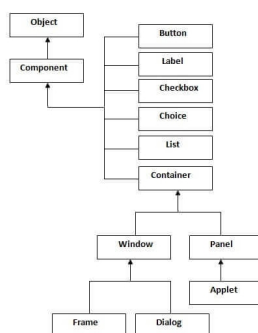 Object
Component
Button
Label
Checkbox
Choice
List
Container
Window
Panel
Applet
Frame
Dialog